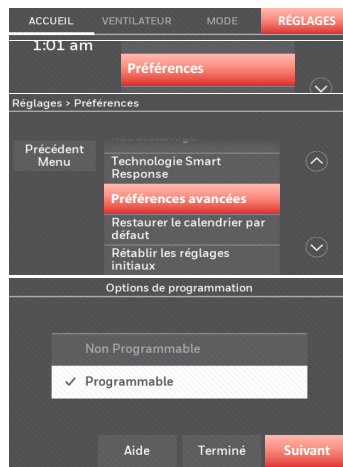 ACCUEIL VENTILATEUR MODE RÉGLAGES
1:01 am
Préférences
Réglages > Préférences
Précédent
Menu
Technologie Smart
Response
Préférences avancées
Restaurer le calendrier par
défaut
Rétablir les réglages
initiaux
Options de programmation
Non Programmable
Programmable
Aide Terminé Suivant